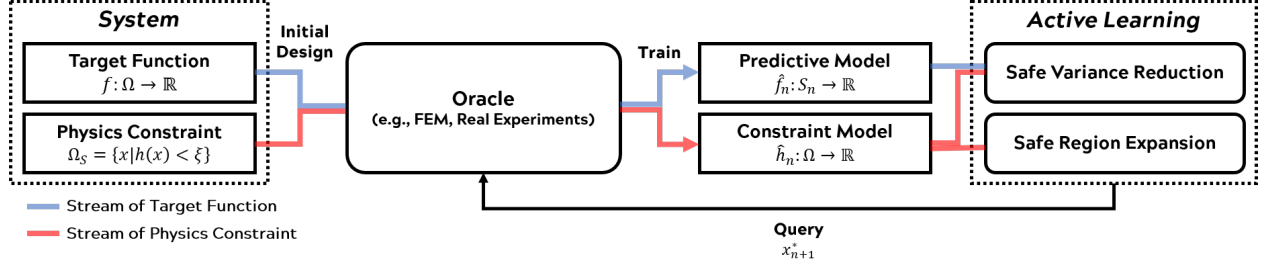 System
Target Function
f: Ω → ℝ
Physics Constraint
Ω_S = {x|h(x) < ξ}
Initial
Design
Oracle
(e.g., FEM, Real Experiments)
Train
Predictive Model
f̂_n: S_n → ℝ
Constraint Model
ĥ_n: Ω → ℝ
Active Learning
Safe Variance Reduction
Safe Region Expansion
Stream of Target Function
Stream of Physics Constraint
Query
x*_{n+1}